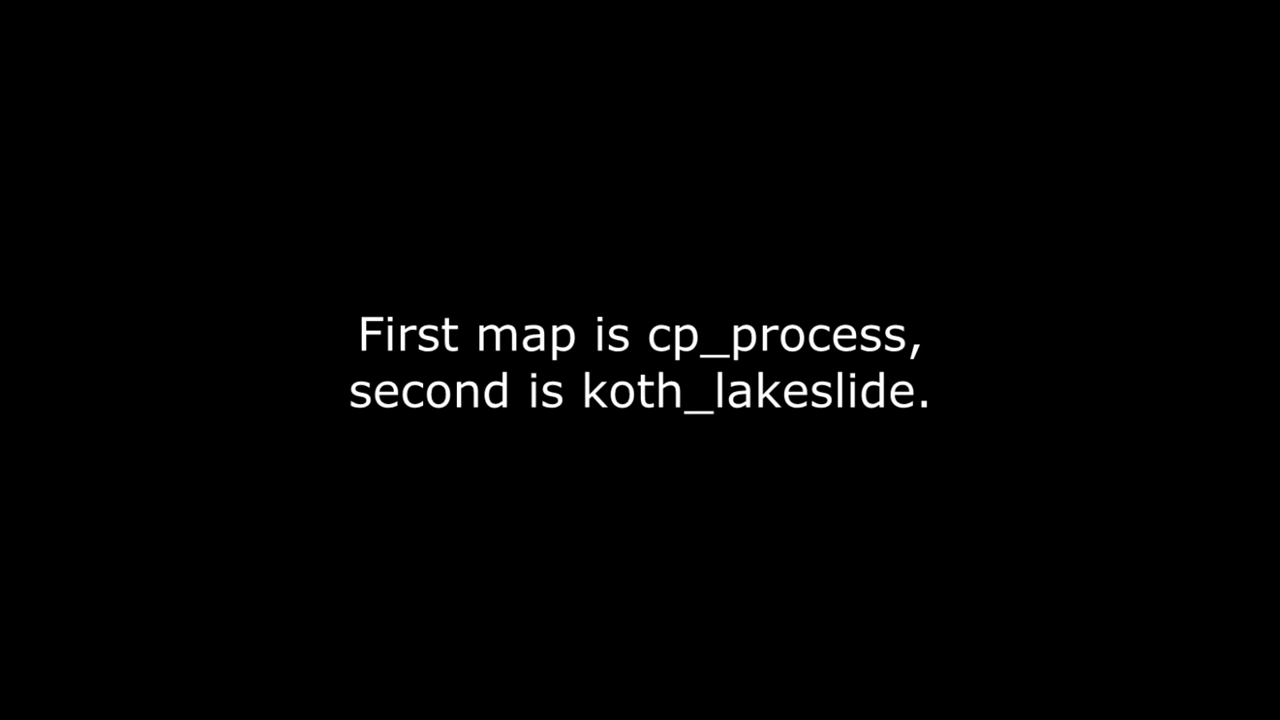 First map is cp_process,
second is koth_lakeslide.